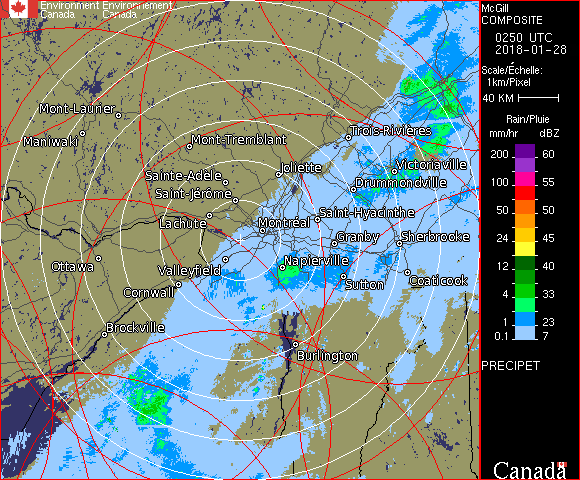 Environment Environnement
Canada Canada
McGill
COMPOSITE
0250 UTC
2018-01-28
Scale/Échelle:
1km/Pixel
40 KM
Rain/Pluie
mm/hr dBZ
200 60
100 55
50 50
24 45
12 40
4 33
1 23
0.1 7
PRECIPET
Mont-Laurier
Maniwaki
Trois-Rivières
Mont-Tremblant
Joliette
Victoriaville
Sainte-Adèle
Drummondville
Saint-Jérôme
Saint-Hyacinthe
Lachute
Montréal
Granby
Sherbrooke
Ottawa
Valleyfield
Napierville
Coaticook
Cornwall
Sutton
Brockville
Burlington
Canada